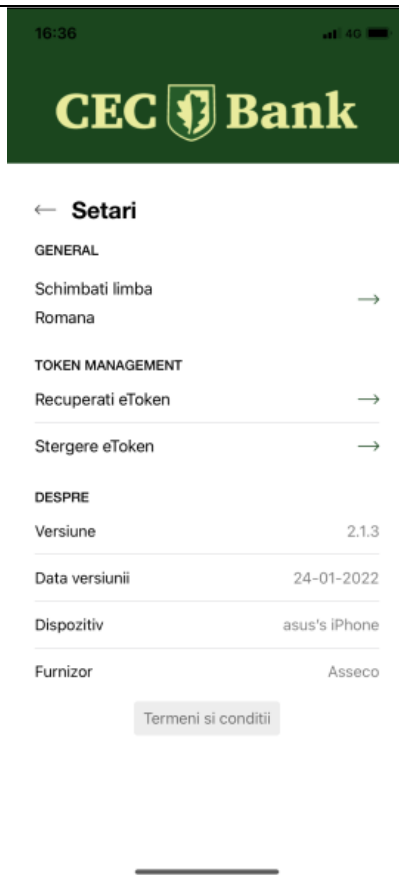 16:36 4G
CEC Bank
← Setari
GENERAL
Schimbati limba →
Romana
TOKEN MANAGEMENT
Recuperati eToken →
Stergere eToken →
DESPRE
Versiune 2.1.3
Data versiunii 24-01-2022
Dispozitiv asus's iPhone
Furnizor Asseco
Termeni si conditii